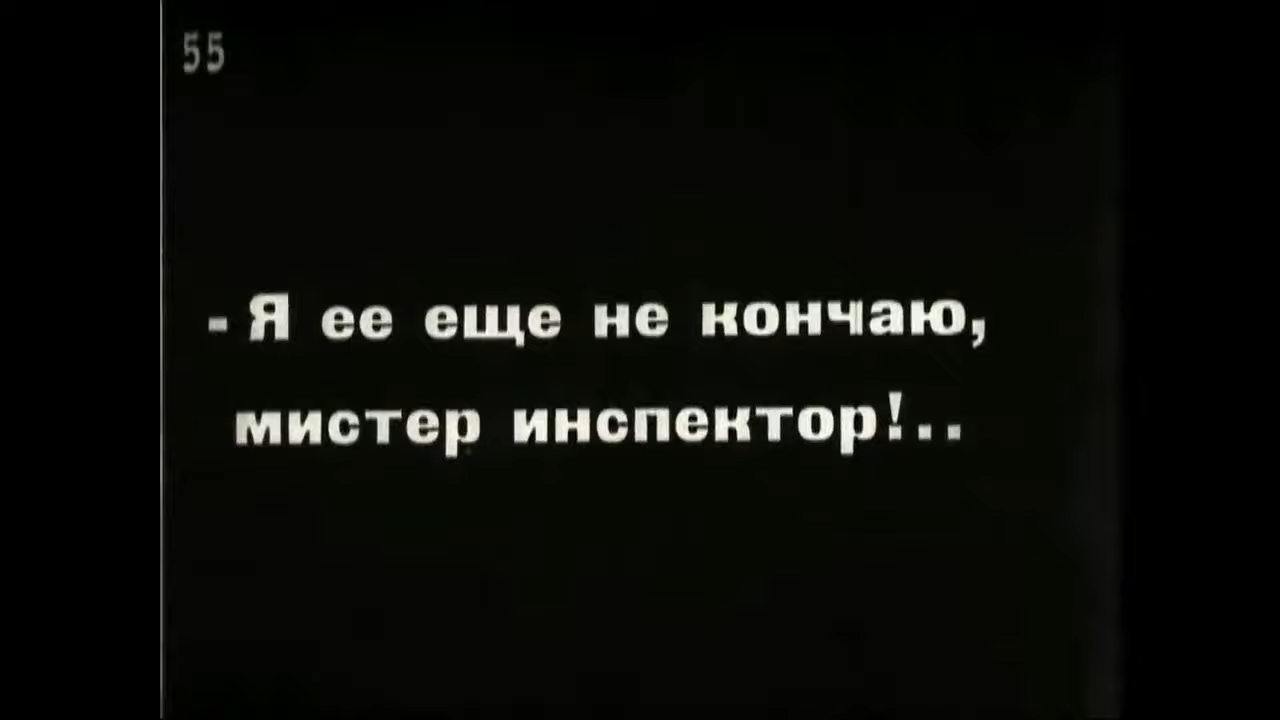 55
- Я ее еще не кончаю,
мистер инспектор!..